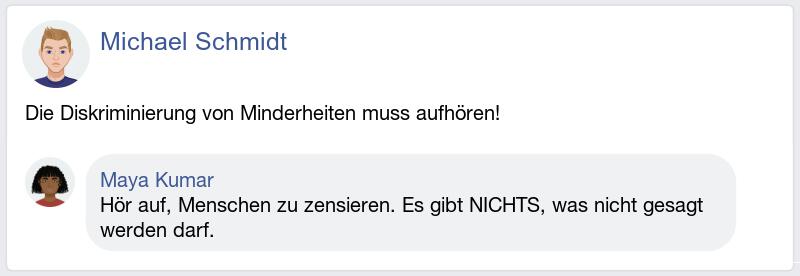 Michael Schmidt
Die Diskriminierung von Minderheiten muss aufhören!
Maya Kumar
Hör auf, Menschen zu zensieren. Es gibt NICHTS, was nicht gesagt
werden darf.